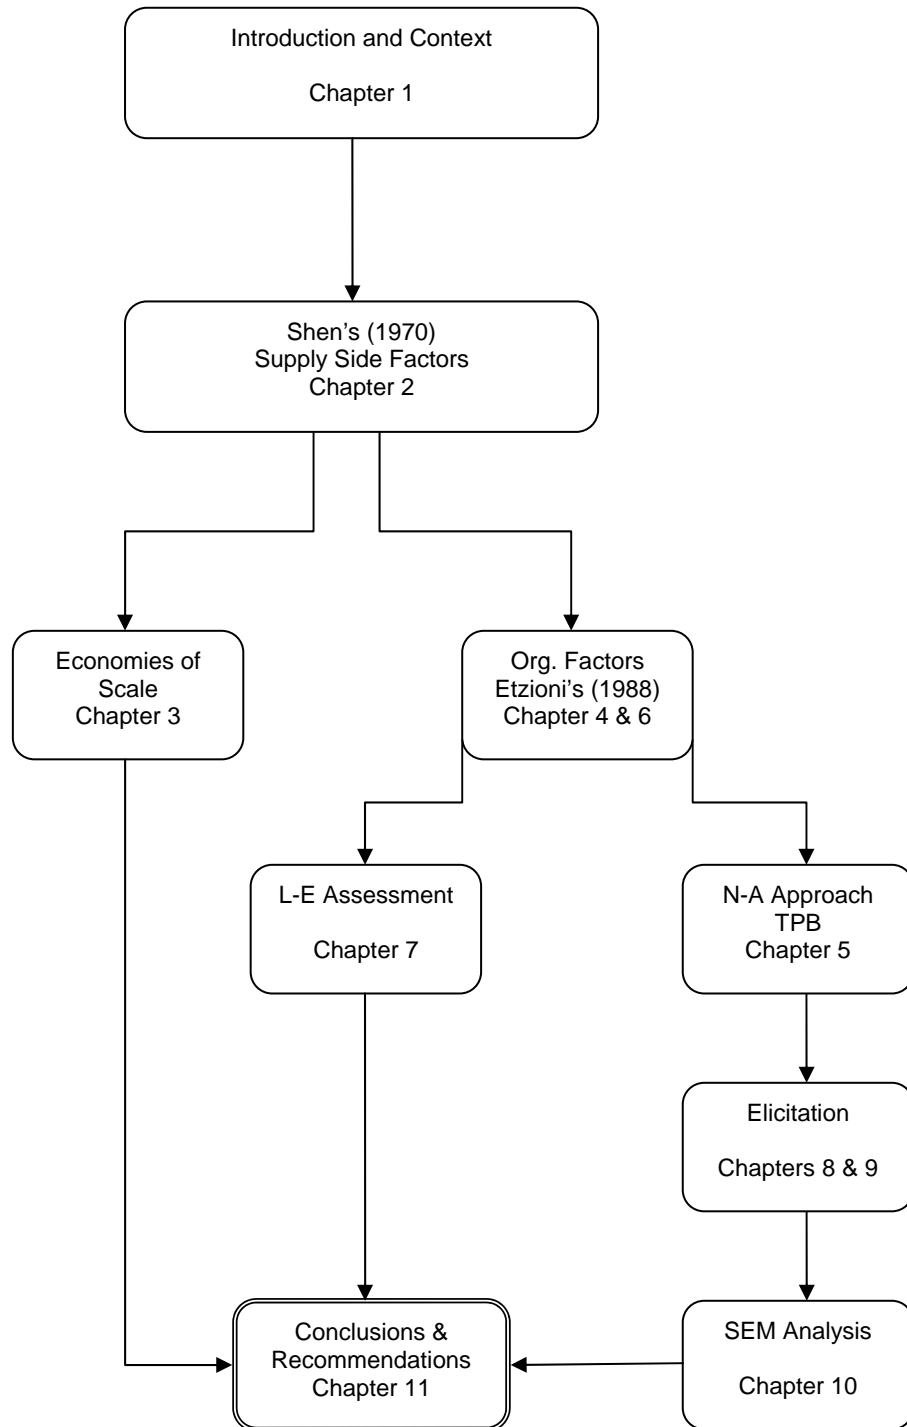 Introduction and Context
Chapter 1
Shen’s (1970)
Supply Side Factors
Chapter 2
Economies of
Scale
Chapter 3
Org. Factors
Etzioni’s (1988)
Chapter 4 & 6
L-E Assessment
Chapter 7
N-A Approach
TPB
Chapter 5
Elicitation
Chapters 8 & 9
Conclusions &
Recommendations
Chapter 11
SEM Analysis
Chapter 10